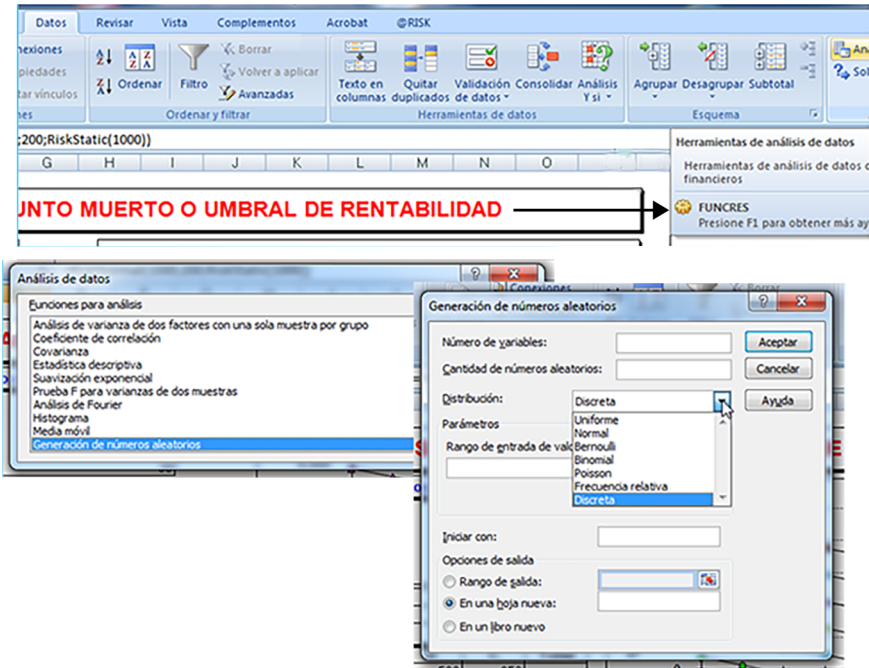 Datos Revisar Vista Complementos Acrobat @RISK
nexiones
opiedades
tar vínculos
nes
Ordenar
Filtro
Borrar
Volver a aplicar
Avanzadas
Ordenar y filtrar
Texto en columnas
Quitar duplicados
Validación de datos
Consolidar
Análisis Y si
Herramientas de datos
Agrupar Desagrupar Subtotal
Esquema
Aná
Sol
;200;RiskStatic(1000))
G H I J K L M N O
Herramientas de análisis de datos
Herramientas de análisis de datos
financieros
FUNCRES
Presione F1 para obtener más ay
UNTO MUERTO O UMBRAL DE RENTABILIDAD
Análisis de datos
Funciones para análisis
Análisis de varianza de dos factores con una sola muestra por grupo
Coeficiente de correlación
Covarianza
Estadística descriptiva
Suavización exponencial
Prueba F para varianzas de dos muestras
Análisis de Fourier
Histograma
Media móvil
Generación de números aleatorios
Conexiones
Borrar
Generación de números aleatorios
Número de variables:
Aceptar
Cantidad de números aleatorios:
Cancelar
Distribución:
Discreta
Ayuda
Parámetros
Rango de entrada de valo
Uniforme
Normal
Bernoulli
Binomial
Poisson
Frecuencia relativa
Discreta
Iniciar con:
Opciones de salida
Rango de salida:
En una hoja nueva:
En un libro nuevo